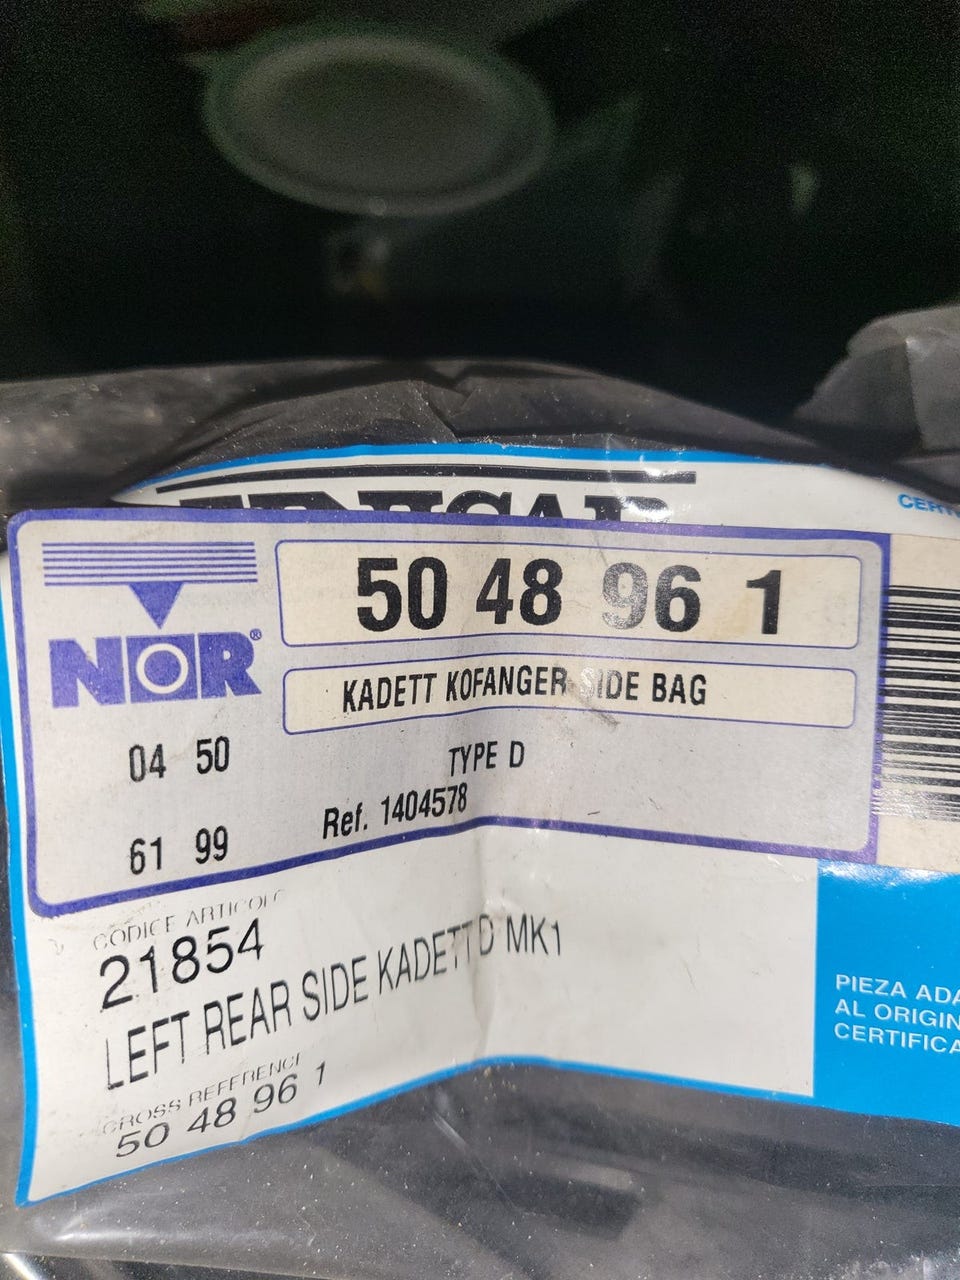 CERT
50 48 96 1
NOR®
KADETT KOFANGER SIDE BAG
04 50
TYPE D
Ref. 1404578
61 99
CODICE ARTICOLO
21854
LEFT REAR SIDE KADETT D MK1
CROSS REFERENCE
50 48 96 1
PIEZA ADA
AL ORIGIN
CERTIFICA